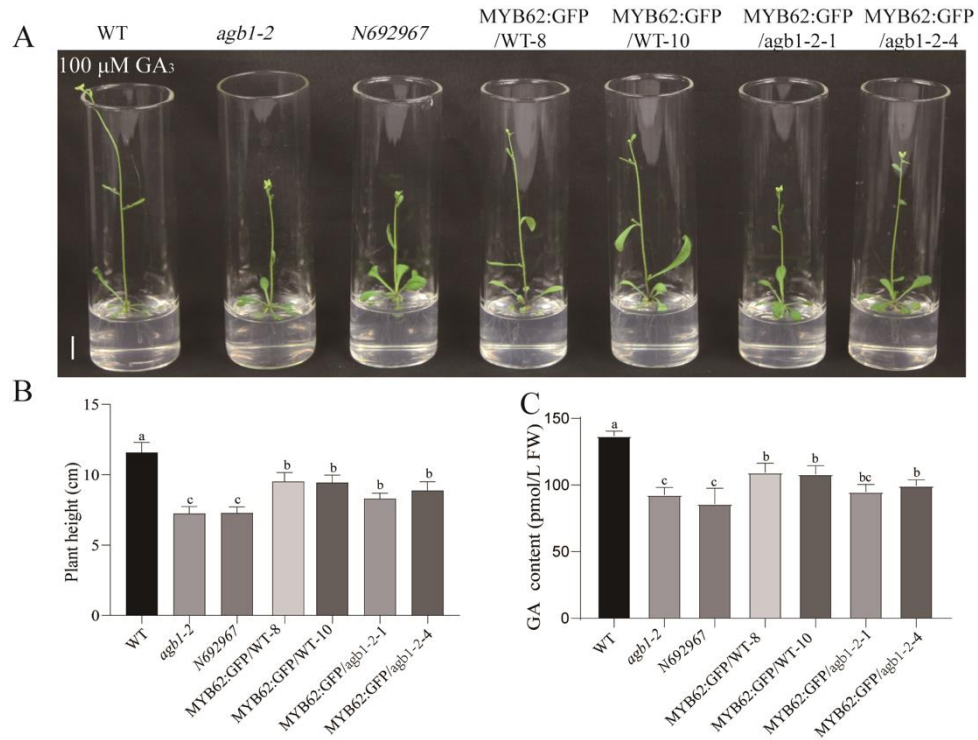 A
WT
agb1-2
N692967
MYB62:GFP
/WT-8
MYB62:GFP
/WT-10
MYB62:GFP
/agb1-2-1
MYB62:GFP
/agb1-2-4
100 μM GA₃
B
Plant height (cm)
15
10
5
0
a
c
c
b
b
b
b
WT
agb1-2
N692967
MYB62:GFP/WT-8
MYB62:GFP/WT-10
MYB62:GFP/agb1-2-1
MYB62:GFP/agb1-2-4
C
GA content (pmol/L FW)
150
100
50
0
a
c
c
b
b
bc
b
WT
agb1-2
N692967
MYB62:GFP/WT-8
MYB62:GFP/WT-10
MYB62:GFP/agb1-2-1
MYB62:GFP/agb1-2-4